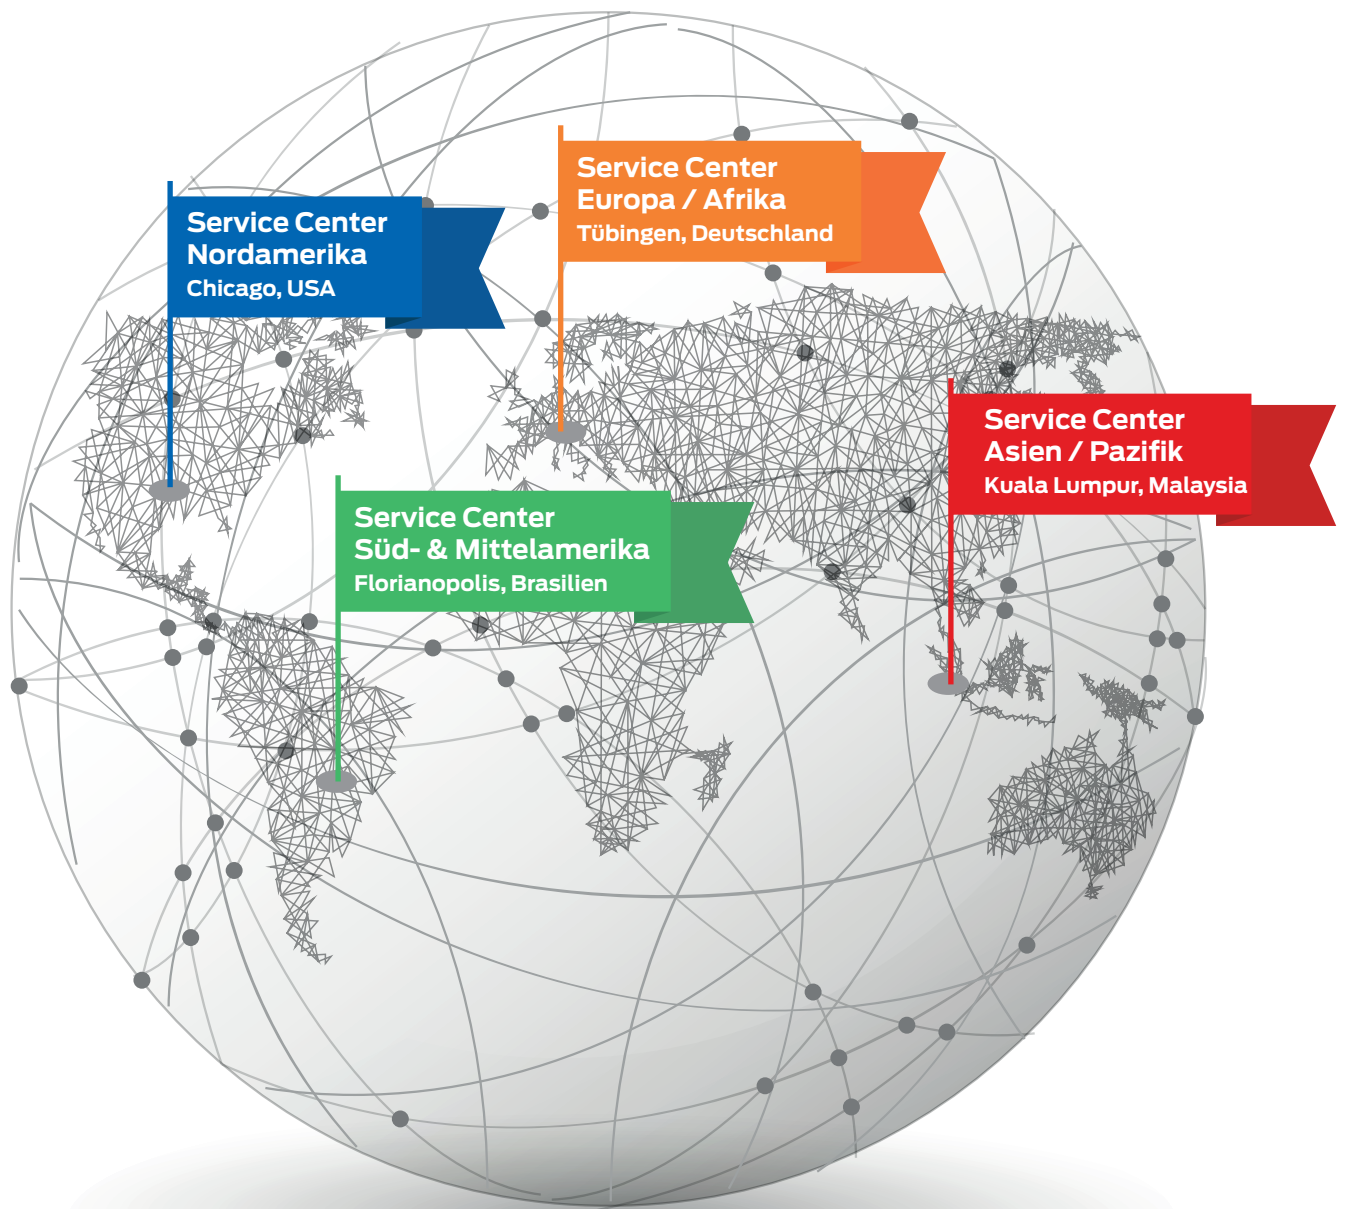 Service Center
Europa / Afrika
Tübingen, Deutschland
Service Center
Nordamerika
Chicago, USA
Service Center
Asien / Pazifik
Kuala Lumpur, Malaysia
Service Center
Süd- & Mittelamerika
Florianopolis, Brasilien